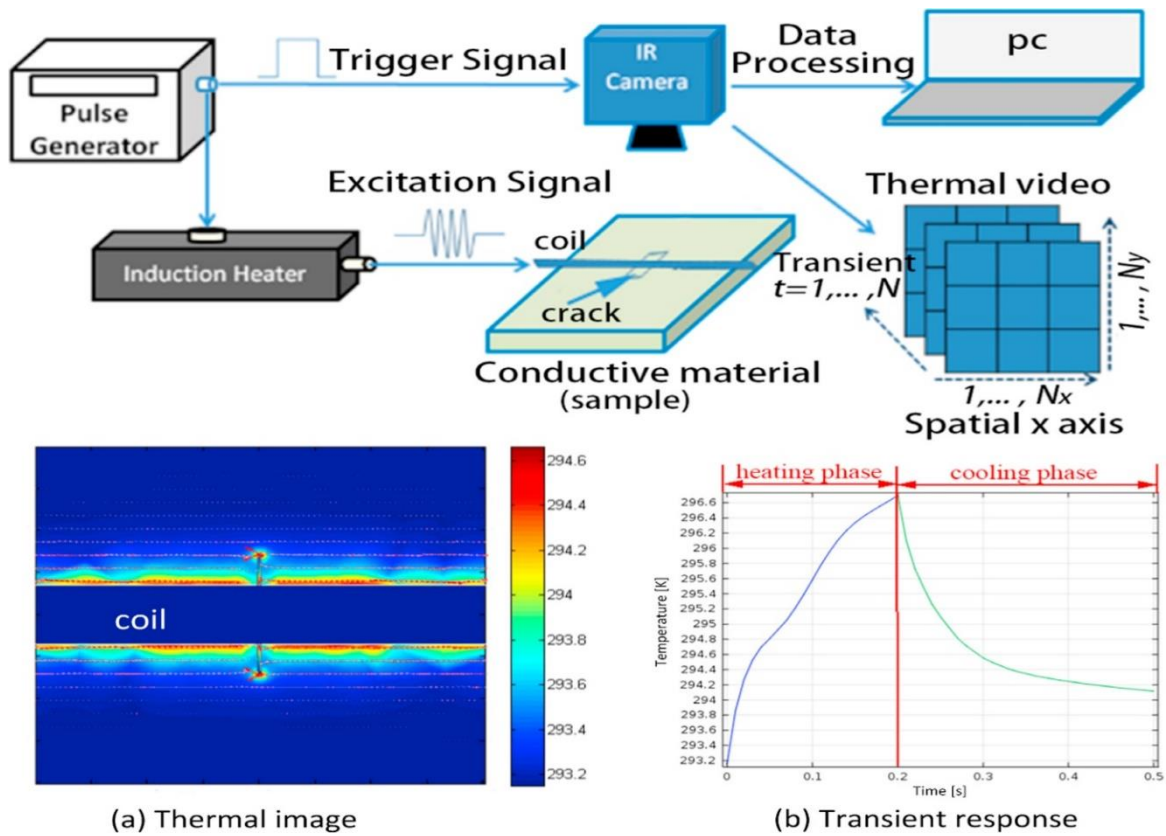 Pulse
Generator
Trigger Signal
IR
Camera
Data
Processing
pc
Excitation Signal
Induction Heater
coil
crack
Conductive material
(sample)
Thermal video
Transient
t=1,... ,N
1,... , Ny
1,... , Nx
Spatial x axis
coil
294.6
294.4
294.2
294
293.8
293.6
293.4
293.2
(a) Thermal image
heating phase
cooling phase
296.6
296.4
296.2
296
295.8
295.6
295.4
295.2
295
294.8
294.6
294.4
294.2
294
293.8
293.6
293.4
293.2
Temperature [K]
0 0.1 0.2 0.3 0.4 0.5
Time [s]
(b) Transient response